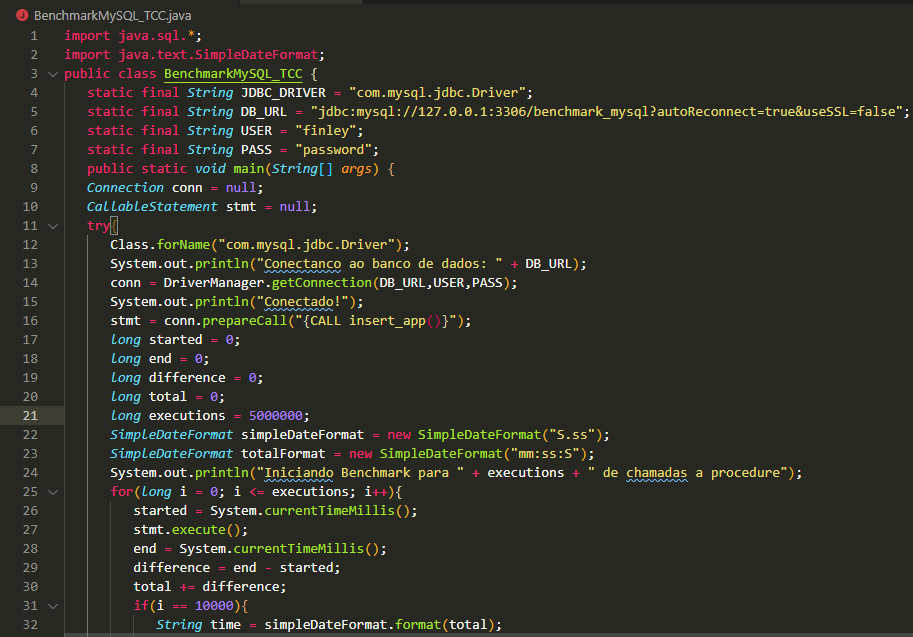 BenchmarkMySQL_TCC.java
1 import java.sql.*;
2 import java.text.SimpleDateFormat;
3 public class BenchmarkMySQL_TCC {
4 static final String JDBC_DRIVER = "com.mysql.jdbc.Driver";
5 static final String DB_URL = "jdbc:mysql://127.0.0.1:3306/benchmark_mysql?autoReconnect=true&useSSL=false";
6 static final String USER = "finley";
7 static final String PASS = "password";
8 public static void main(String[] args) {
9 Connection conn = null;
10 CallableStatement stmt = null;
11 try{
12 Class.forName("com.mysql.jdbc.Driver");
13 System.out.println("Conectanco ao banco de dados: " + DB_URL);
14 conn = DriverManager.getConnection(DB_URL,USER,PASS);
15 System.out.println("Conectado!");
16 stmt = conn.prepareCall("{CALL insert_app()}");
17 long started = 0;
18 long end = 0;
19 long difference = 0;
20 long total = 0;
21 long executions = 5000000;
22 SimpleDateFormat simpleDateFormat = new SimpleDateFormat("S.ss");
23 SimpleDateFormat totalFormat = new SimpleDateFormat("mm:ss:S");
24 System.out.println("Iniciando Benchmark para " + executions + " de chamadas a procedure");
25 for(long i = 0; i <= executions; i++){
26 started = System.currentTimeMillis();
27 stmt.execute();
28 end = System.currentTimeMillis();
29 difference = end - started;
30 total += difference;
31 if(i == 10000){
32 String time = simpleDateFormat.format(total);